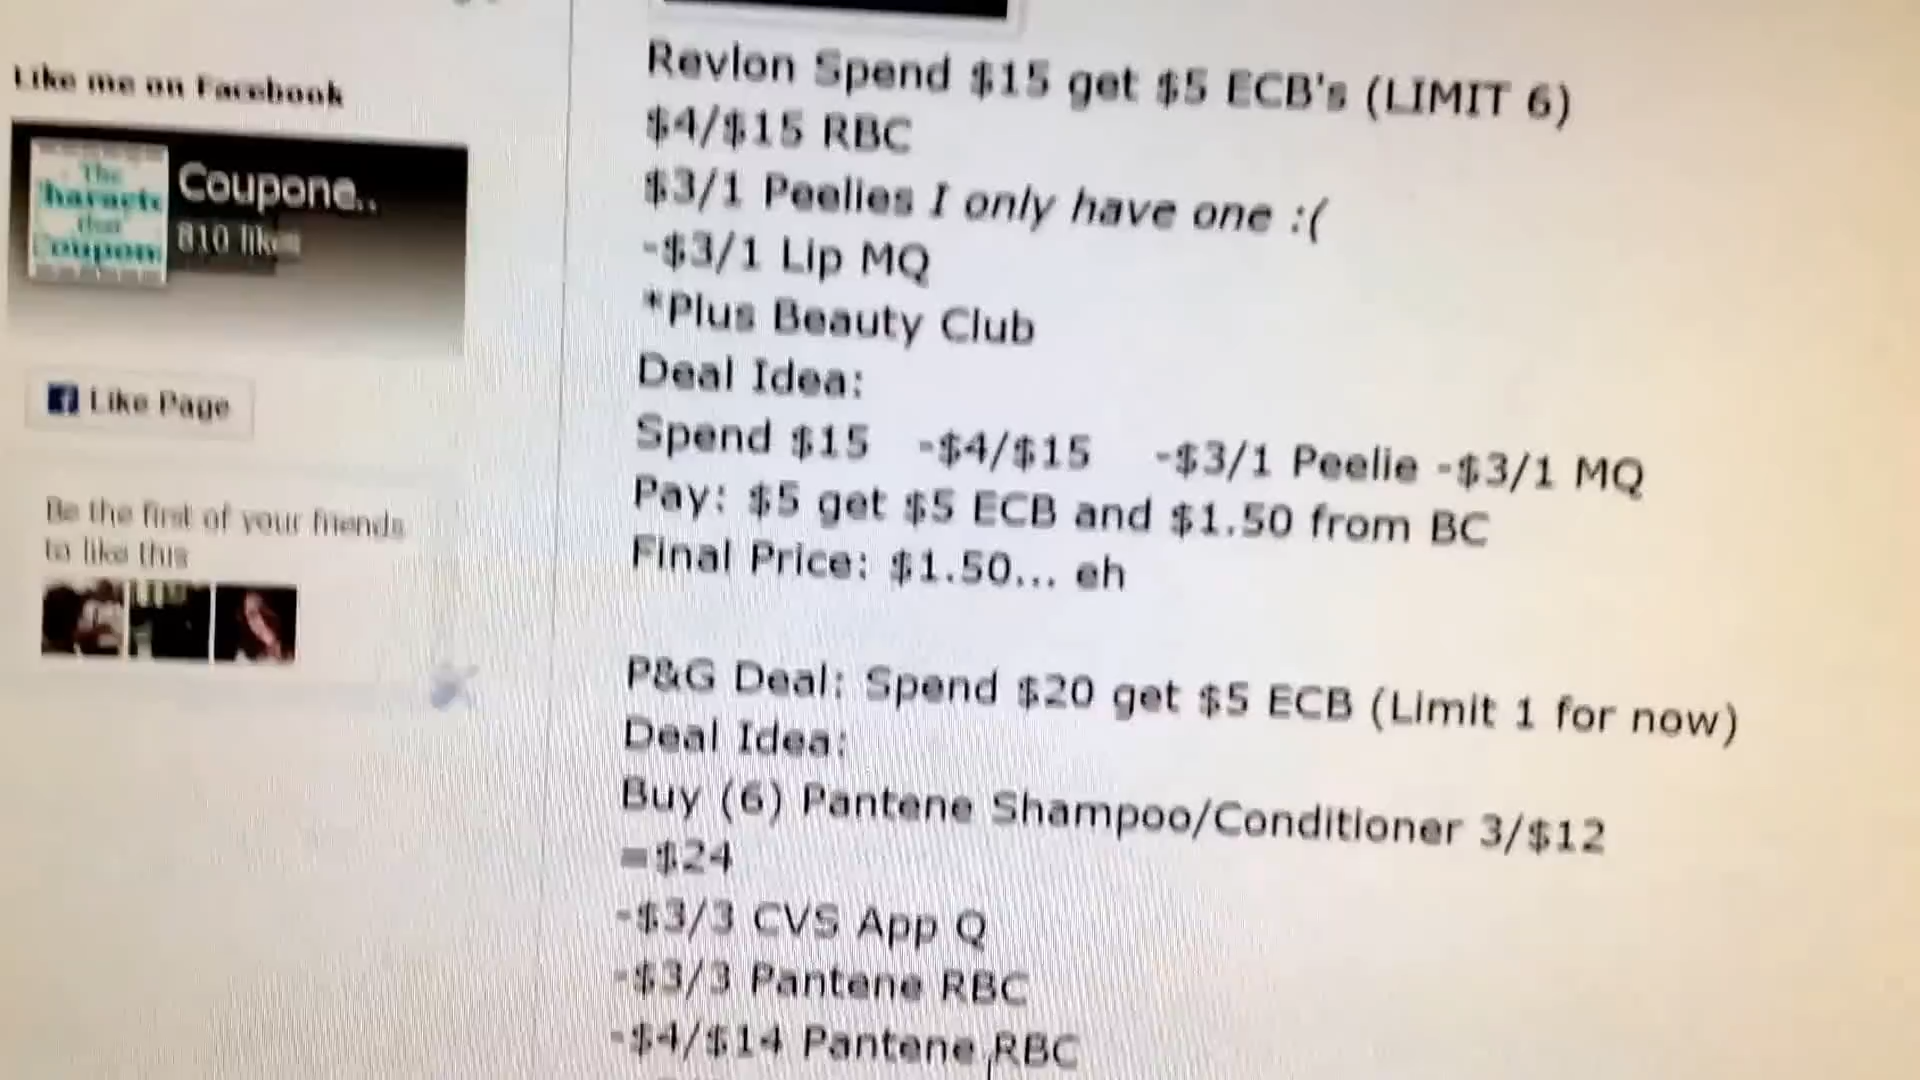 Like me on Facebook
The
Characte
that
Coupon
Coupone..
810 likes
Like Page
Be the first of your friends
to like this
Revlon Spend $15 get $5 ECB's (LIMIT 6)
$4/$15 RBC
$3/1 Peelies I only have one :(
-$3/1 Lip MQ
*Plus Beauty Club
Deal Idea:
Spend $15 -$4/$15 -$3/1 Peelie -$3/1 MQ
Pay: $5 get $5 ECB and $1.50 from BC
Final Price: $1.50... eh
P&G Deal: Spend $20 get $5 ECB (Limit 1 for now)
Deal Idea:
Buy (6) Pantene Shampoo/Conditioner 3/$12
=$24
-$3/3 CVS App Q
-$3/3 Pantene RBC
-$4/$14 Pantene RBC